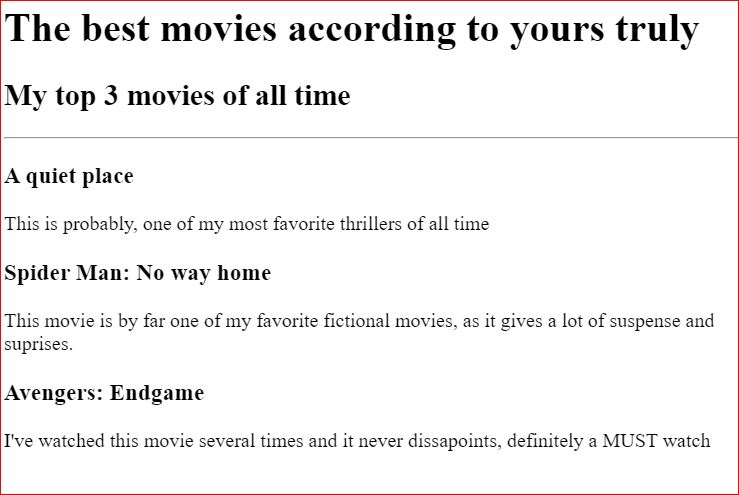 The best movies according to yours truly
My top 3 movies of all time
A quiet place
This is probably, one of my most favorite thrillers of all time
Spider Man: No way home
This movie is by far one of my favorite fictional movies, as it gives a lot of suspense and
suprises.
Avengers: Endgame
I've watched this movie several times and it never dissapoints, definitely a MUST watch